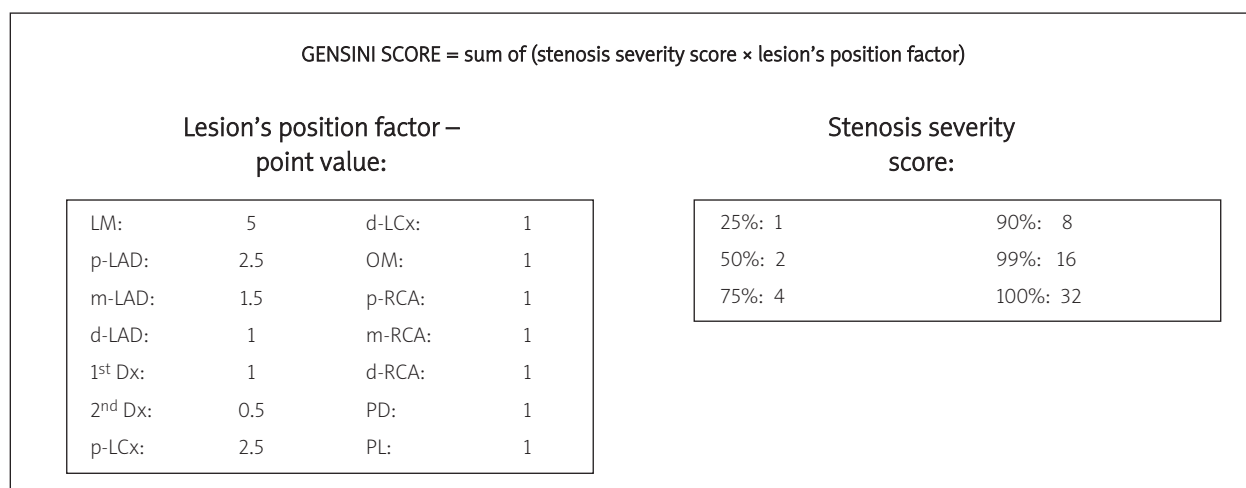 GENSINI SCORE = sum of (stenosis severity score × lesion's position factor)
Lesion's position factor –
point value:
LM: 5 d-LCx: 1
p-LAD: 2.5 OM: 1
m-LAD: 1.5 p-RCA: 1
d-LAD: 1 m-RCA: 1
1st Dx: 1 d-RCA: 1
2nd Dx: 0.5 PD: 1
p-LCx: 2.5 PL: 1
Stenosis severity
score:
25%: 1 90%: 8
50%: 2 99%: 16
75%: 4 100%: 32